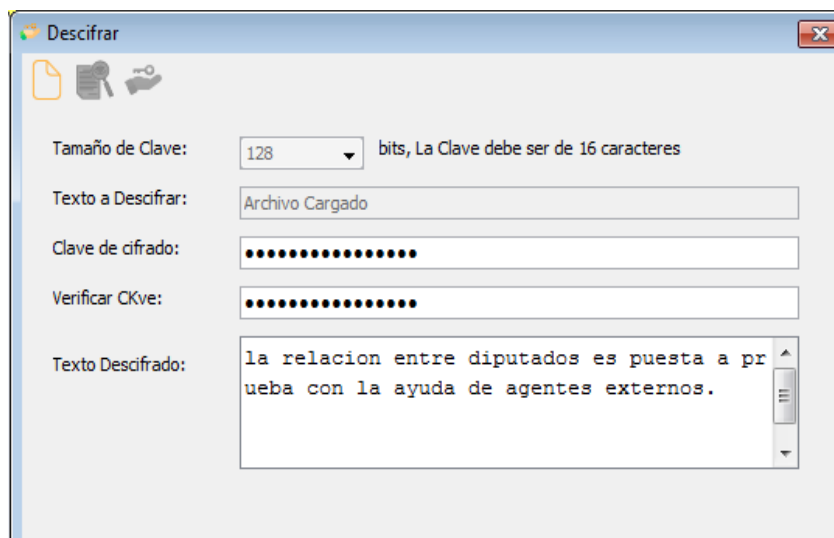 Descifrar
Tamaño de Clave: 128 bits, La Clave debe ser de 16 caracteres
Texto a Descifrar: Archivo Cargado
Clave de cifrado: ••••••••••••••••
Verificar CKve: ••••••••••••••••
Texto Descifrado: la relacion entre diputados es puesta a pr
ueba con la ayuda de agentes externos.